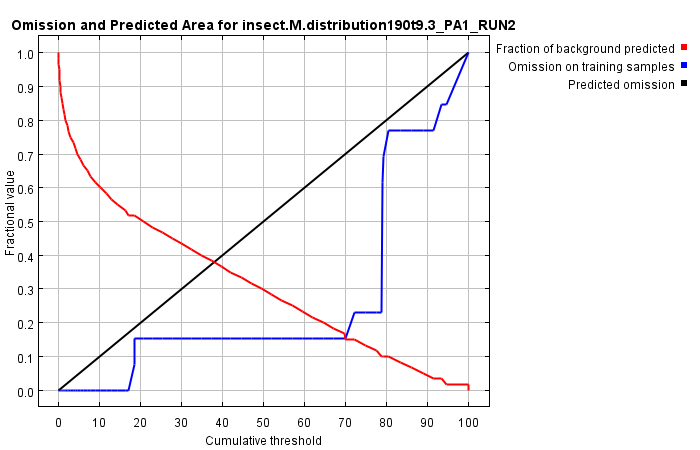 Omission and Predicted Area for insect.M.distribution190t9.3_PA1_RUN2
Fraction of background predicted
Omission on training samples
Predicted omission
1.0
0.9
0.8
0.7
0.6
0.5
0.4
0.3
0.2
0.1
0.0
Fractional value
0 10 20 30 40 50 60 70 80 90 100
Cumulative threshold